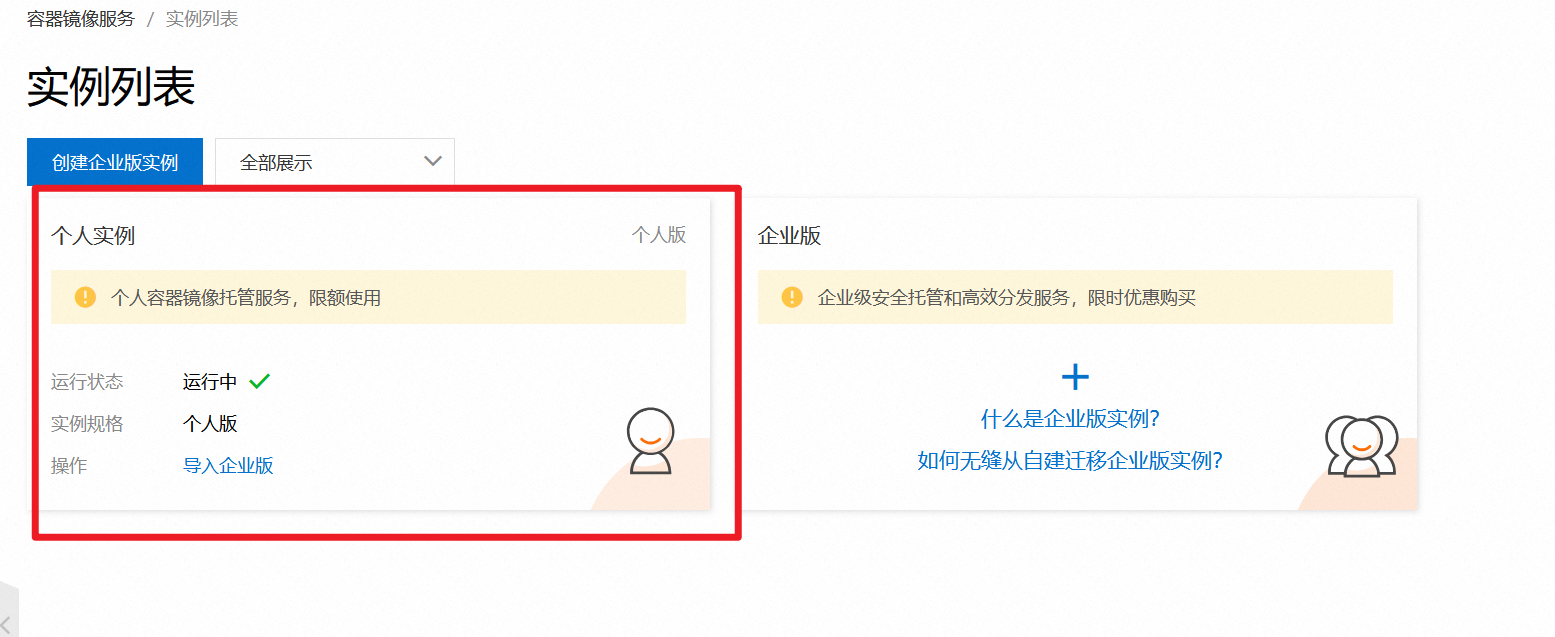 容器镜像服务 / 实例列表
实例列表
创建企业版实例
全部展示
个人实例
个人版
个人容器镜像托管服务，限额使用
运行状态
运行中
实例规格
个人版
操作
导入企业版
企业版
企业级安全托管和高效分发服务，限时优惠购买
什么是企业版实例?
如何无缝从自建迁移企业版实例?